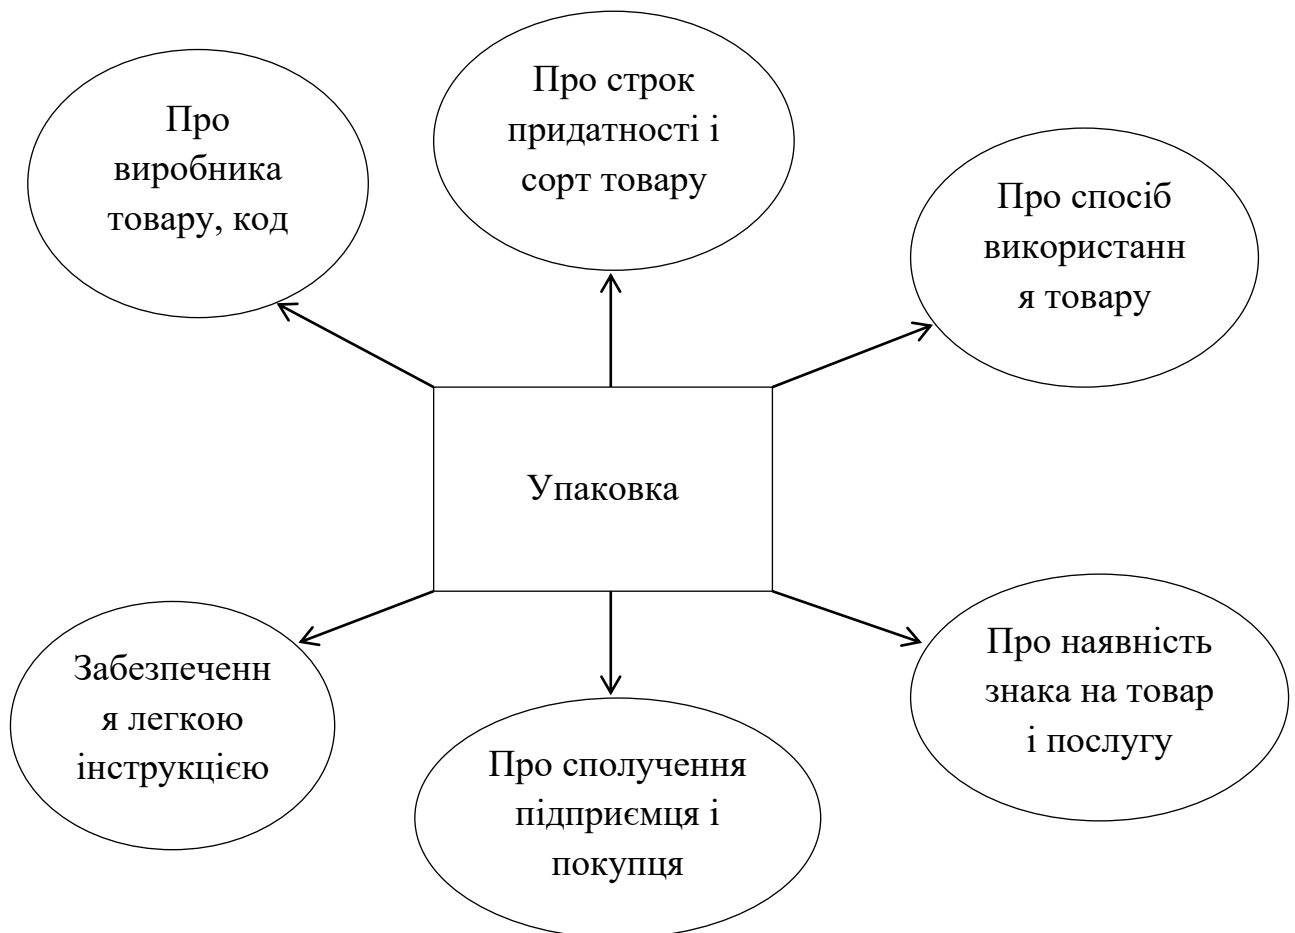 Про
виробника
товару, код
Про строк
придатності і
сорт товару
Про спосіб
використанн
я товару
Упаковка
Забезпеченн
я легкою
інструкцією
Про сполучення
підприємця і
покупця
Про наявність
знака на товар
і послугу